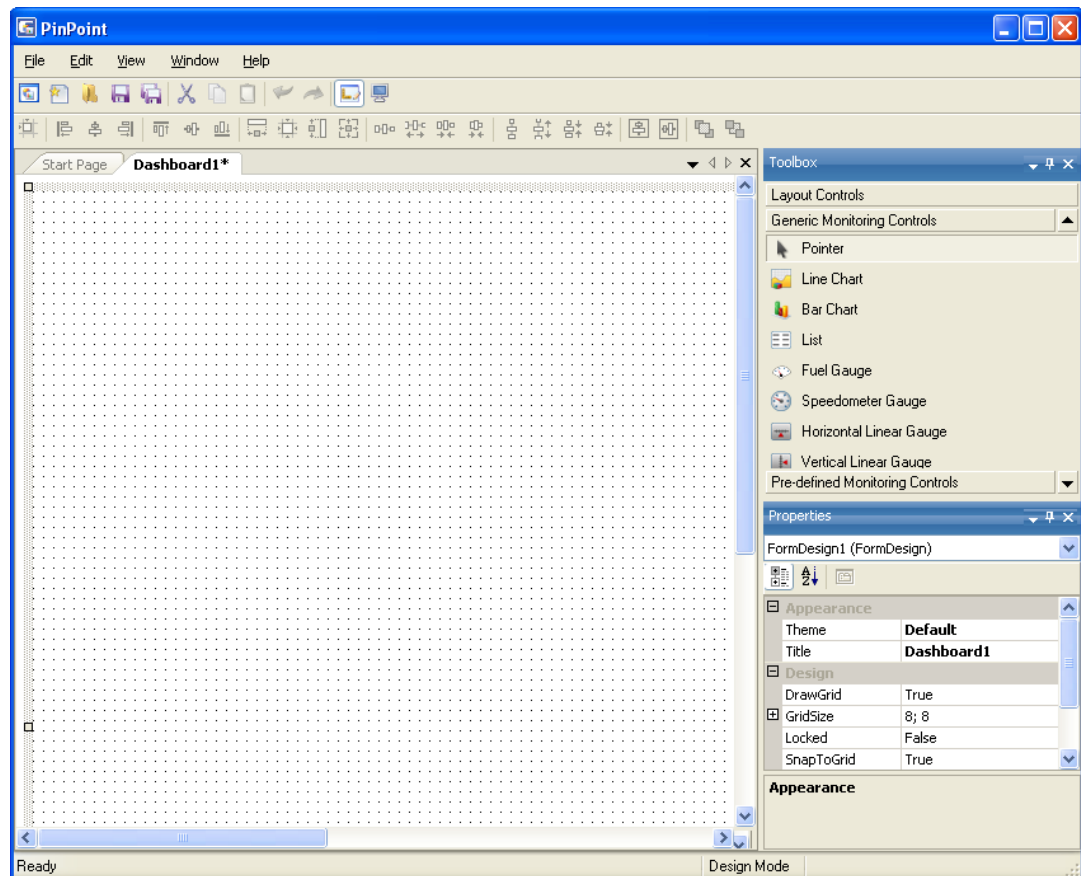 PinPoint
File Edit View Window Help
Start Page Dashboard1*
Toolbox
Layout Controls
Generic Monitoring Controls
Pointer
Line Chart
Bar Chart
List
Fuel Gauge
Speedometer Gauge
Horizontal Linear Gauge
Vertical Linear Gauge
Pre-defined Monitoring Controls
Properties
FormDesign1 (FormDesign)
Appearance
Theme Default
Title Dashboard1
Design
DrawGrid True
GridSize 8; 8
Locked False
SnapToGrid True
Appearance
Ready Design Mode